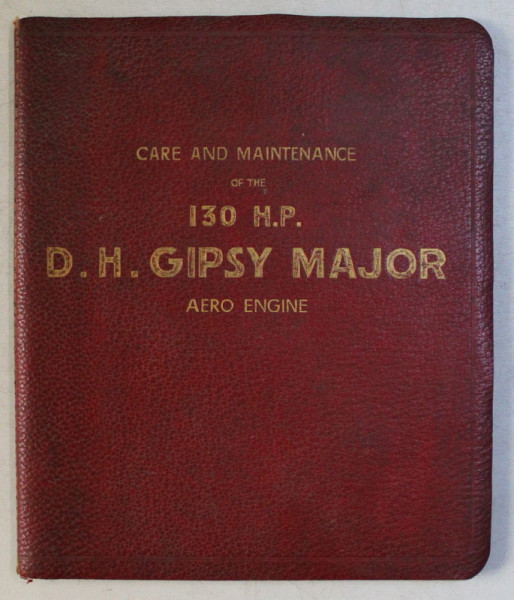 CARE AND MAINTENANCE
OF THE
130 H.P.
D.H. GIPSY MAJOR
AERO ENGINE